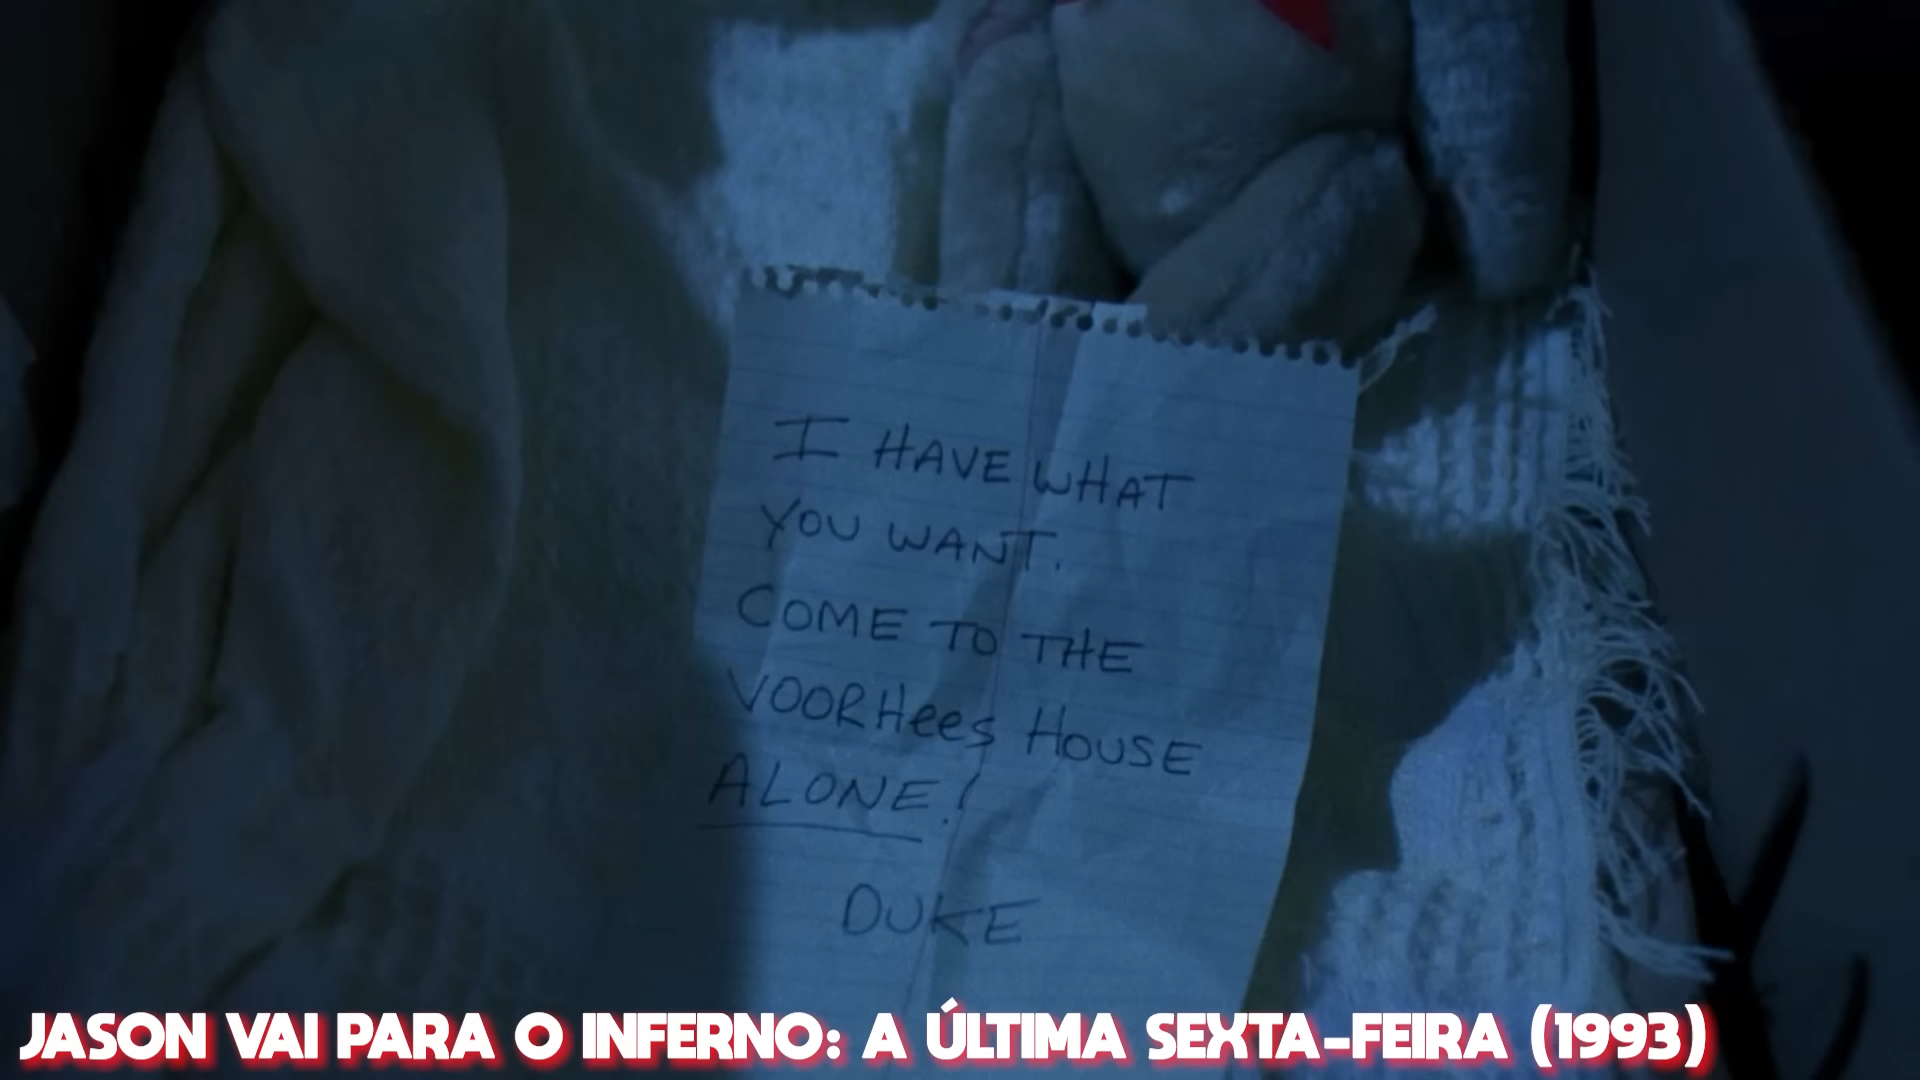 I HAVE WHAT
YOU WANT.
COME TO THE
VOORHees HOUSE
ALONE!
DUKE
JASON VAI PARA O INFERNO: A ÚLTIMA SEXTA-FEIRA (1993)